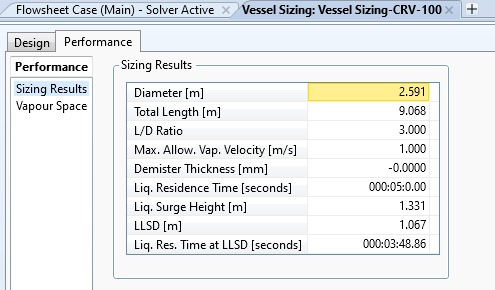 Flowsheet Case (Main) - Solver Active × Vessel Sizing: Vessel Sizing-CRV-100 × +
Design Performance
Performance
Sizing Results
Vapour Space
Sizing Results
Diameter [m] 2.591
Total Length [m] 9.068
L/D Ratio 3.000
Max. Allow. Vap. Velocity [m/s] 1.000
Demister Thickness [mm] -0.0000
Liq. Residence Time [seconds] 000:05:0.00
Liq. Surge Height [m] 1.331
LLSD [m] 1.067
Liq. Res. Time at LLSD [seconds] 000:03:48.86